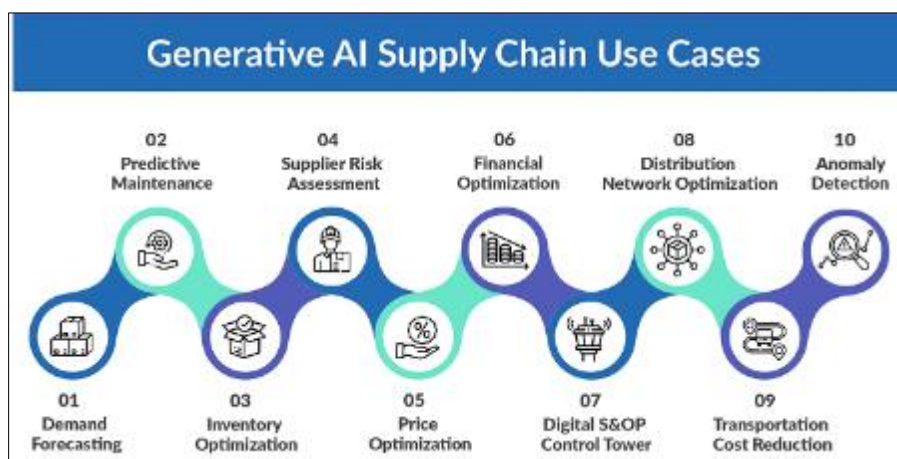 Generative AI Supply Chain Use Cases
01
Demand
Forecasting
02
Predictive
Maintenance
03
Inventory
Optimization
04
Supplier Risk
Assessment
05
Price
Optimization
06
Financial
Optimization
07
Digital S&OP
Control Tower
08
Distribution
Network Optimization
09
Transportation
Cost Reduction
10
Anomaly
Detection
%